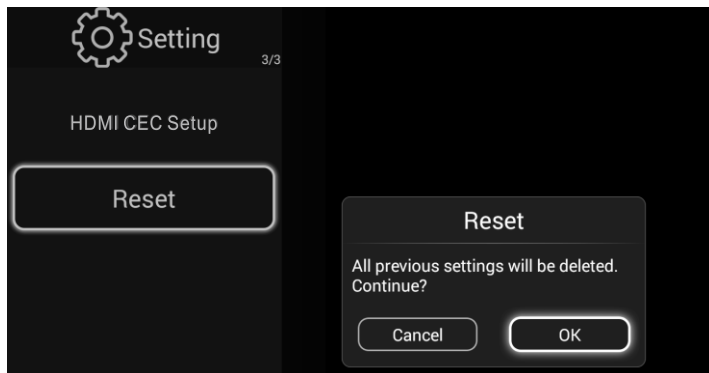 Setting
3/3
HDMI CEC Setup
Reset
Reset
All previous settings will be deleted.
Continue?
Cancel
OK